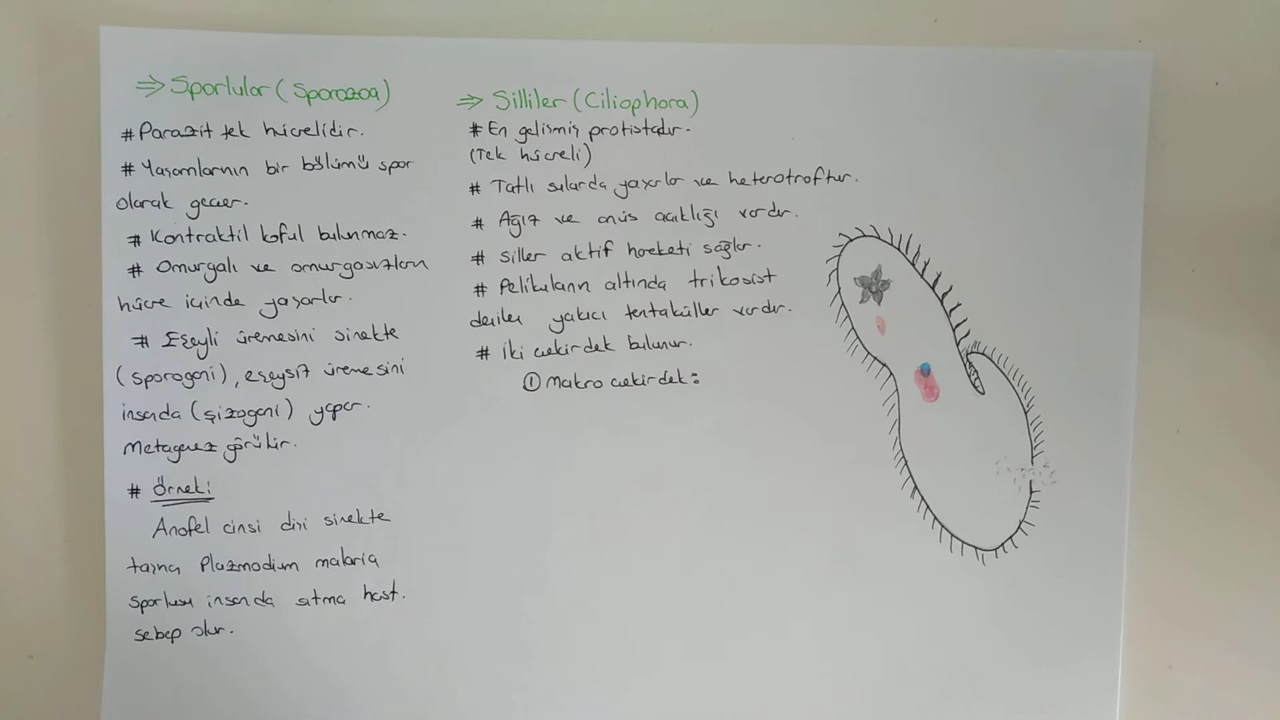 ⇒ Sporlular (Sporozoa)
# Parazit tek hücrelidir.
# Yaşamlarının bir bölümü spor
olarak geçer.
# Kontraktil koful bulunmaz.
# Omurgalı ve omurgasızların
hücre içinde yaşarlar.
# Eşeyli üremesini sinekte
(sporogoni), eşeysiz üremesini
insanda (şizogoni) yapar.
Metagenez görülür.
# Örnek:
Anofel cinsi dişi sinekte
taşınan Plazmodium malaria
sporlusu insanda sıtma hast.
sebep olur.
⇒ Silliler (Ciliophora)
# En gelişmiş protistadır.
(Tek hücreli)
# Tatlı sularda yaşarlar ve heterotroftur.
# Ağız ve anüs açıklığı vardır.
# Siller aktif hareketi sağlar.
# Pelikulanın altında trikosist
denilen yakıcı tentaküller vardır.
# İki çekirdek bulunur.
① Makro çekirdek: